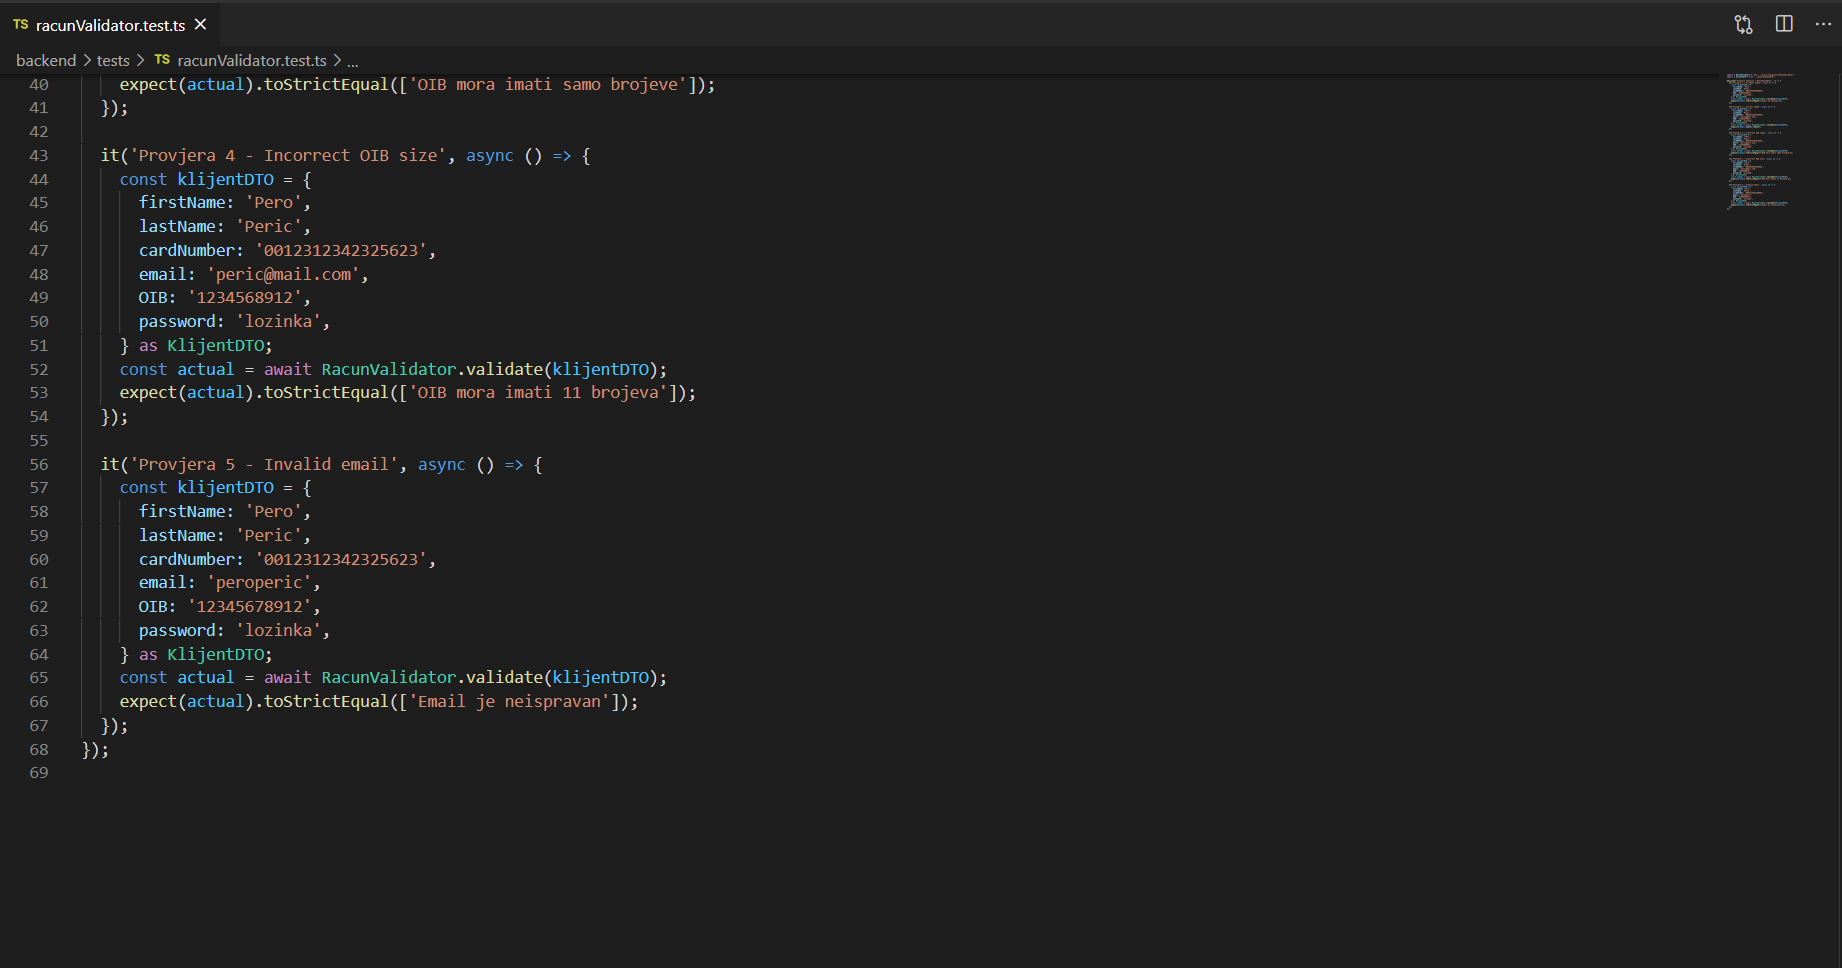 TS racunValidator.test.ts
backend > tests > TS racunValidator.test.ts > ...
40 expect(actual).toStrictEqual(['OIB mora imati samo brojeve']);
41 });
42
43 it('Provjera 4 - Incorrect OIB size', async () => {
44 const klijentDTO = {
45 firstName: 'Pero',
46 lastName: 'Peric',
47 cardNumber: '0012312342325623',
48 email: 'peric@mail.com',
49 OIB: '1234568912',
50 password: 'lozinka',
51 } as KlijentDTO;
52 const actual = await RacunValidator.validate(klijentDTO);
53 expect(actual).toStrictEqual(['OIB mora imati 11 brojeva']);
54 });
55
56 it('Provjera 5 - Invalid email', async () => {
57 const klijentDTO = {
58 firstName: 'Pero',
59 lastName: 'Peric',
60 cardNumber: '0012312342325623',
61 email: 'peroperic',
62 OIB: '12345678912',
63 password: 'lozinka',
64 } as KlijentDTO;
65 const actual = await RacunValidator.validate(klijentDTO);
66 expect(actual).toStrictEqual(['Email je neispravan']);
67 });
68 });
69